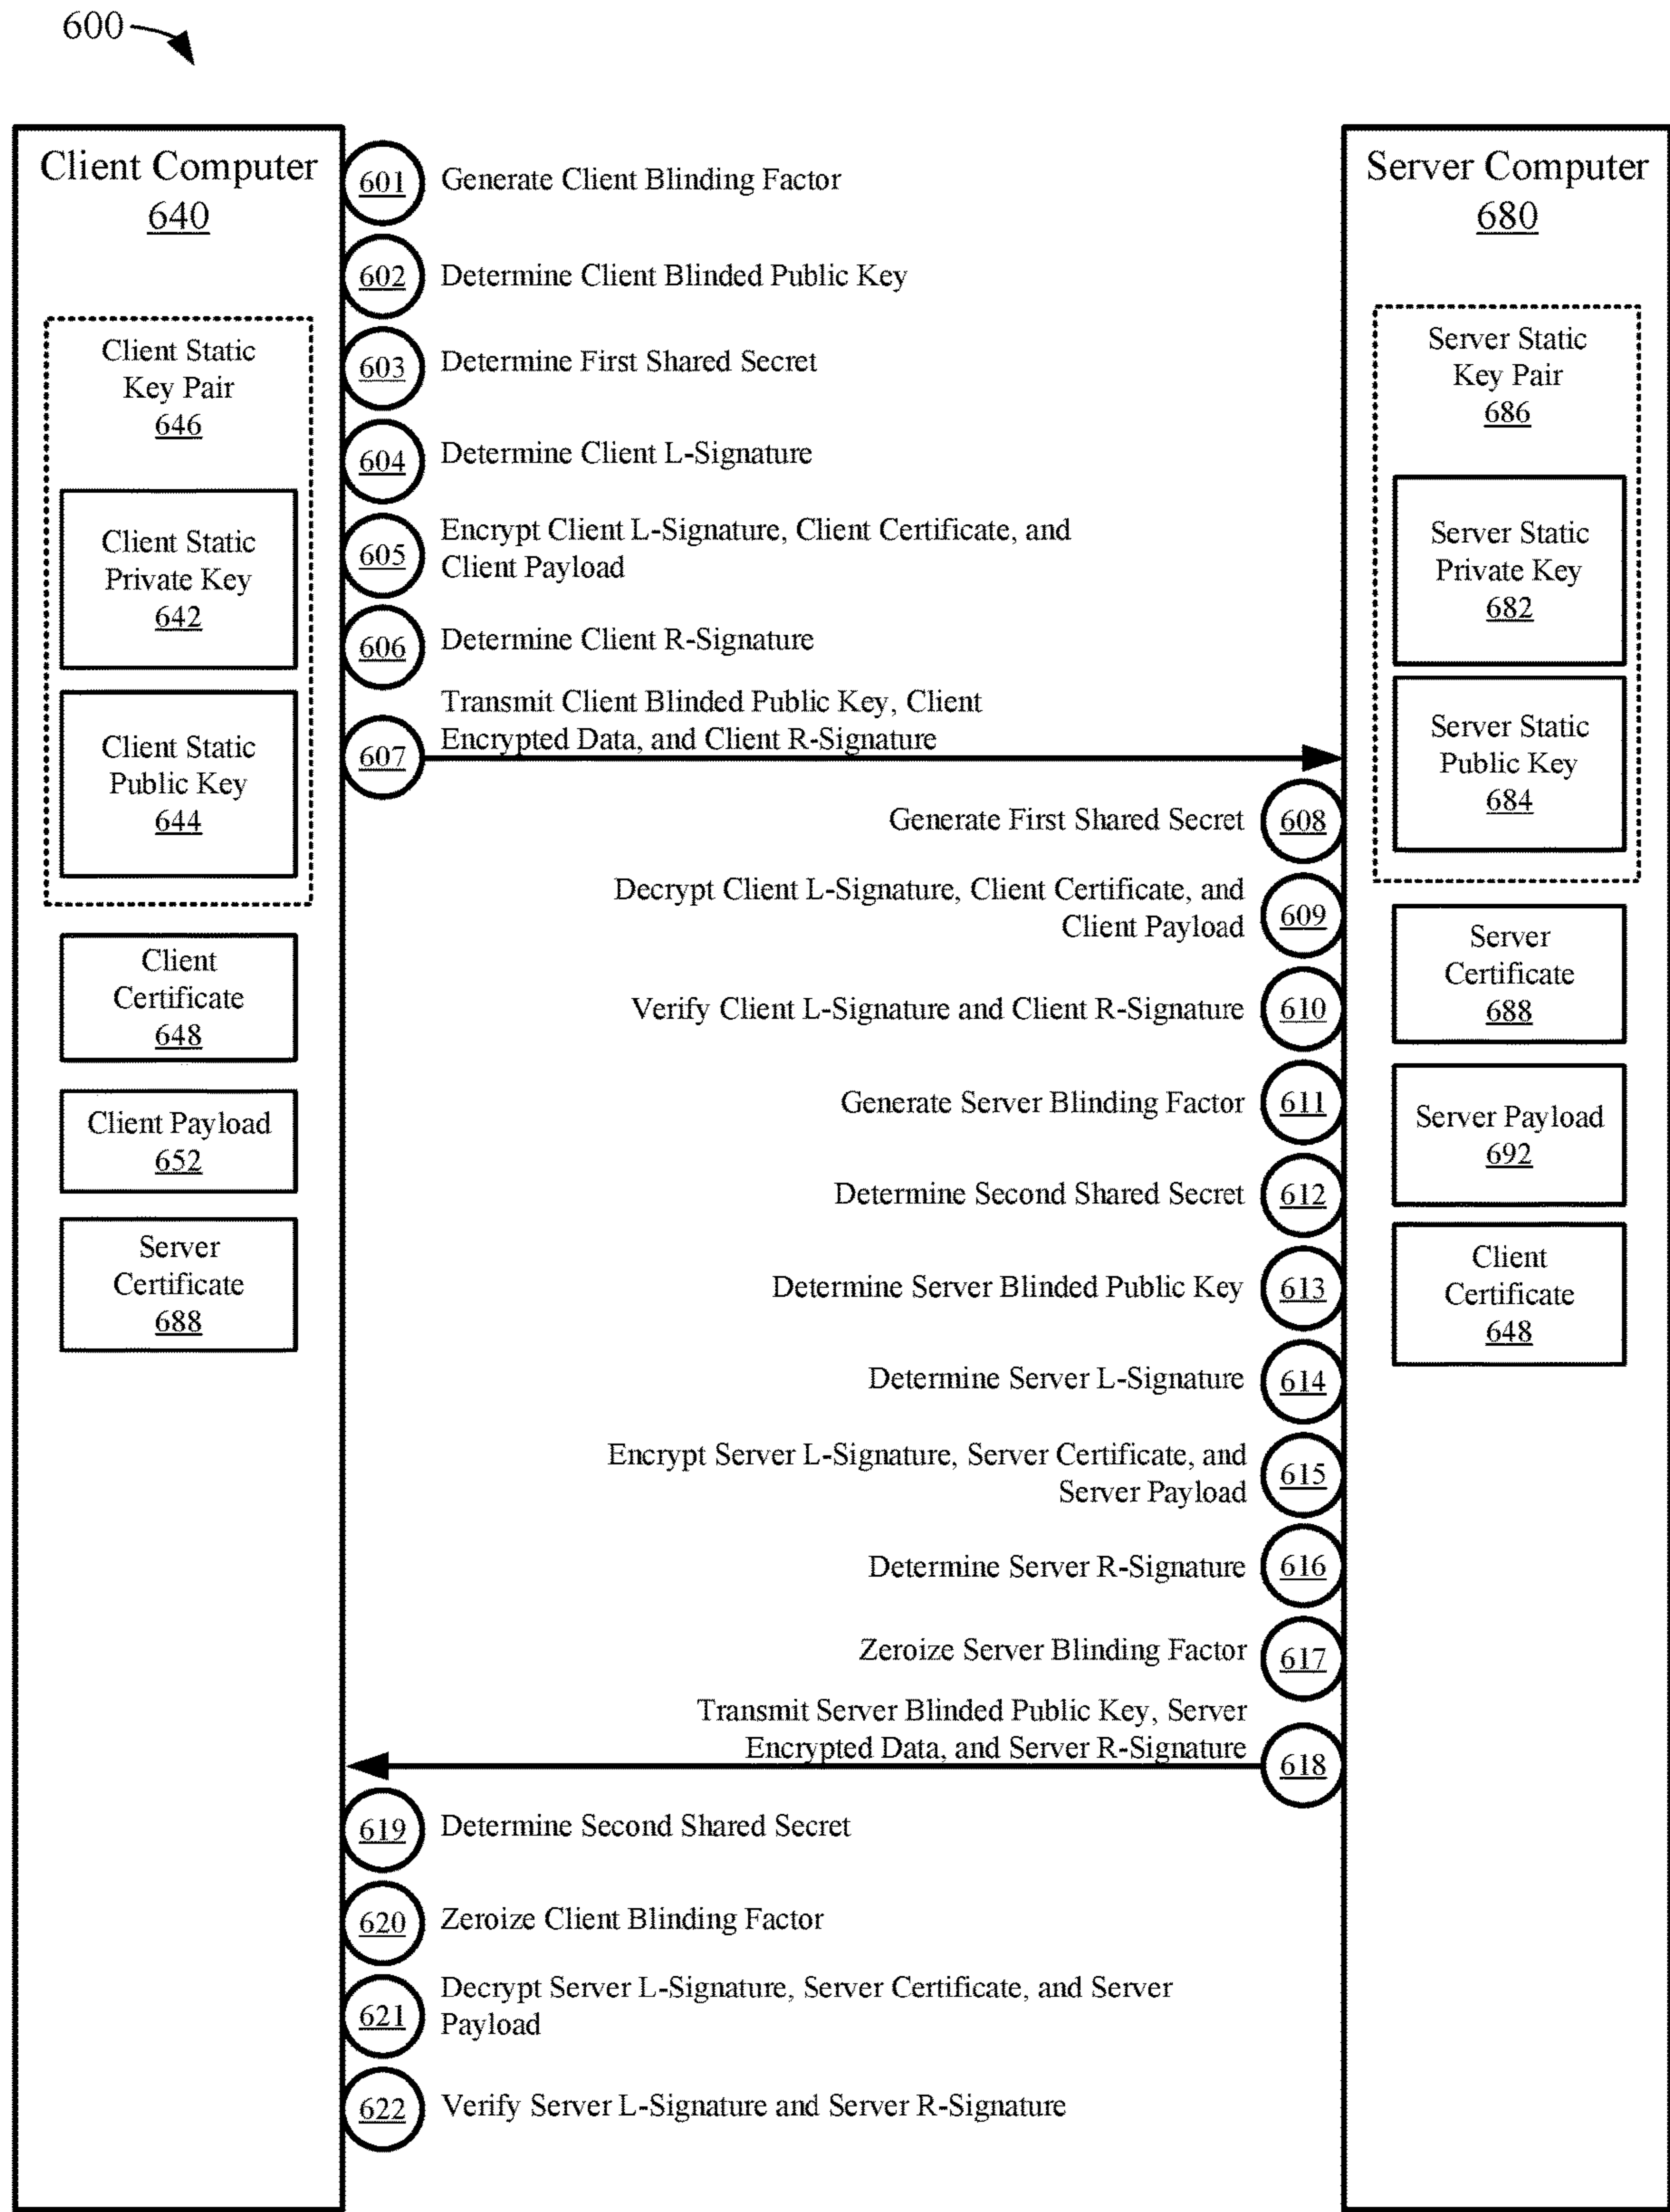 600
Client Computer
640
Client Static
Key Pair
646
Client Static
Private Key
642
Client Static
Public Key
644
Client
Certificate
648
Client Payload
652
Server
Certificate
688
601
Generate Client Blinding Factor
602
Determine Client Blinded Public Key
603
Determine First Shared Secret
604
Determine Client L-Signature
605
Encrypt Client L-Signature, Client Certificate, and
Client Payload
606
Determine Client R-Signature
607
Transmit Client Blinded Public Key, Client
Encrypted Data, and Client R-Signature
Generate First Shared Secret
608
Decrypt Client L-Signature, Client Certificate, and
Client Payload
609
Verify Client L-Signature and Client R-Signature
610
Generate Server Blinding Factor
611
Determine Second Shared Secret
612
Determine Server Blinded Public Key
613
Determine Server L-Signature
614
Encrypt Server L-Signature, Server Certificate, and
Server Payload
615
Determine Server R-Signature
616
Zeroize Server Blinding Factor
617
Transmit Server Blinded Public Key, Server
Encrypted Data, and Server R-Signature
618
619
Determine Second Shared Secret
620
Zeroize Client Blinding Factor
621
Decrypt Server L-Signature, Server Certificate, and Server
Payload
622
Verify Server L-Signature and Server R-Signature
Server Computer
680
Server Static
Key Pair
686
Server Static
Private Key
682
Server Static
Public Key
684
Server
Certificate
688
Server Payload
692
Client
Certificate
648